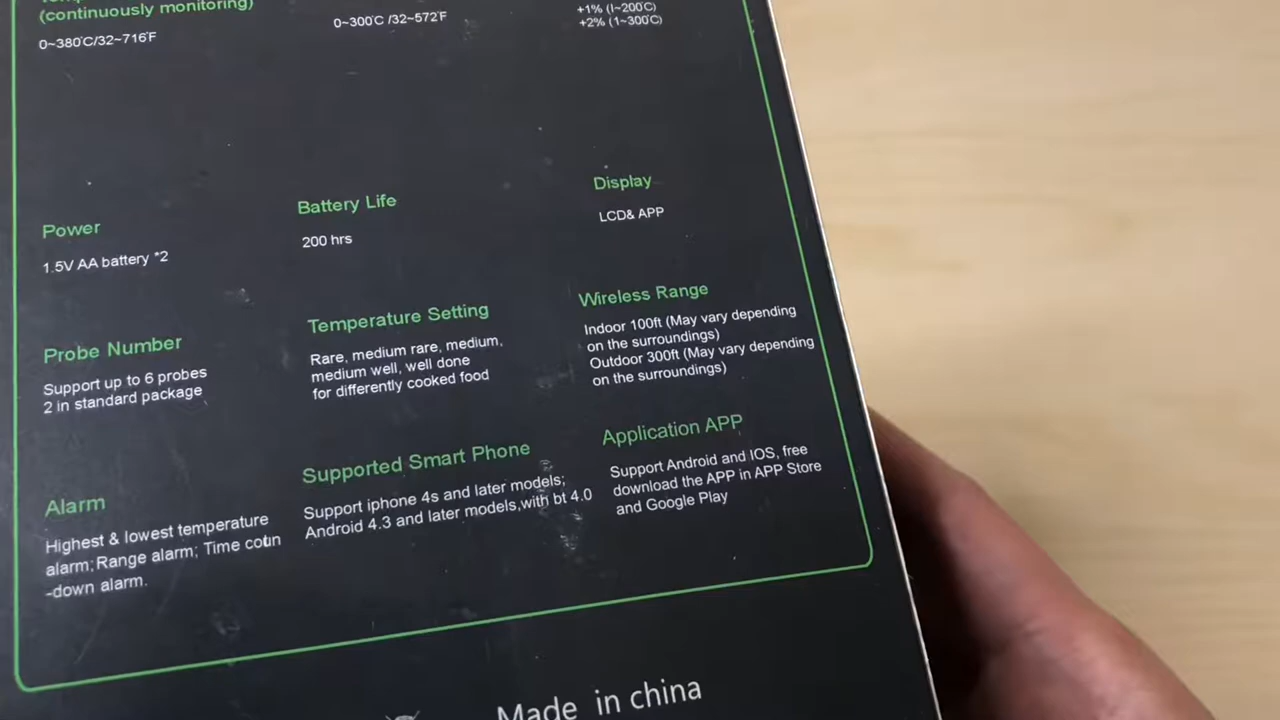 (continuously monitoring)
0~380℃/32~716℉
0~300℃ /32~572℉
+1% (I~200℃)
+2% (1~300℃)
Power
1.5V AA battery *2
Battery Life
200 hrs
Display
LCD& APP
Probe Number
Support up to 6 probes
2 in standard package
Temperature Setting
Rare, medium rare, medium,
medium well, well done
for differently cooked food
Wireless Range
Indoor 100ft (May vary depending
on the surroundings)
Outdoor 300ft (May vary depending
on the surroundings)
Alarm
Highest & lowest temperature
alarm; Range alarm; Time coun
-down alarm.
Supported Smart Phone
Support iphone 4s and later models;
Android 4.3 and later models,with bt 4.0
Application APP
Support Android and IOS, free
download the APP in APP Store
and Google Play
Made in china